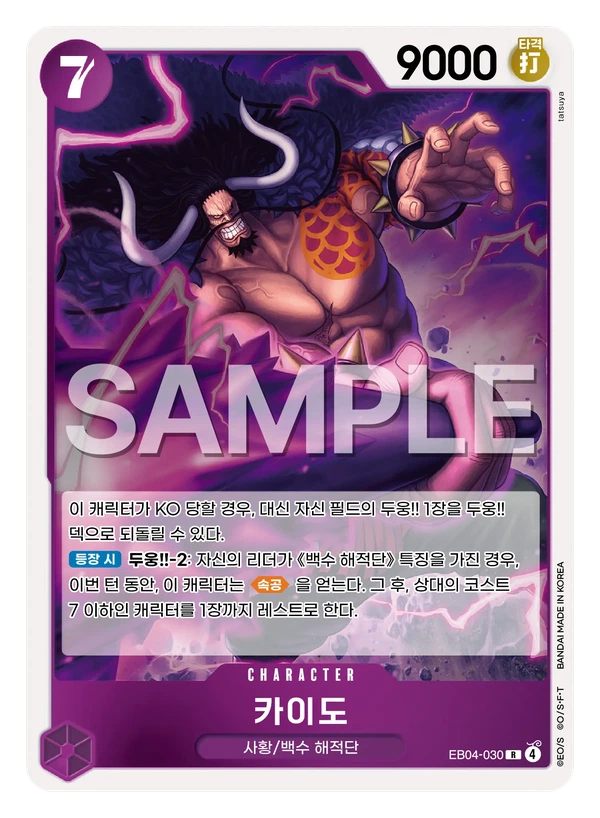 7
9000
타격
打
tatsuya
SAMPLE
이 캐릭터가 KO 당할 경우, 대신 자신 필드의 두웅!! 1장을 두웅!!
덱으로 되돌릴 수 있다.
등장 시 두웅!!-2: 자신의 리더가 《백수 해적단》 특징을 가진 경우,
이번 턴 동안, 이 캐릭터는 속공 을 얻는다. 그 후, 상대의 코스트
7 이하인 캐릭터를 1장까지 레스트로 한다.
CHARACTER
카이도
사황/백수 해적단
EB04-030 R 4
©EO/S ©O/S·F·T BANDAI MADE IN KOREA